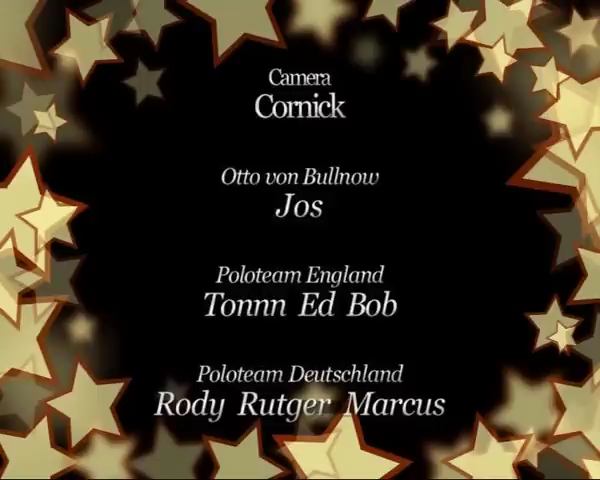 Camera
Cornick
Otto von Bullnow
Jos
Poloteam England
Tonnn Ed Bob
Poloteam Deutschland
Rody Rutger Marcus